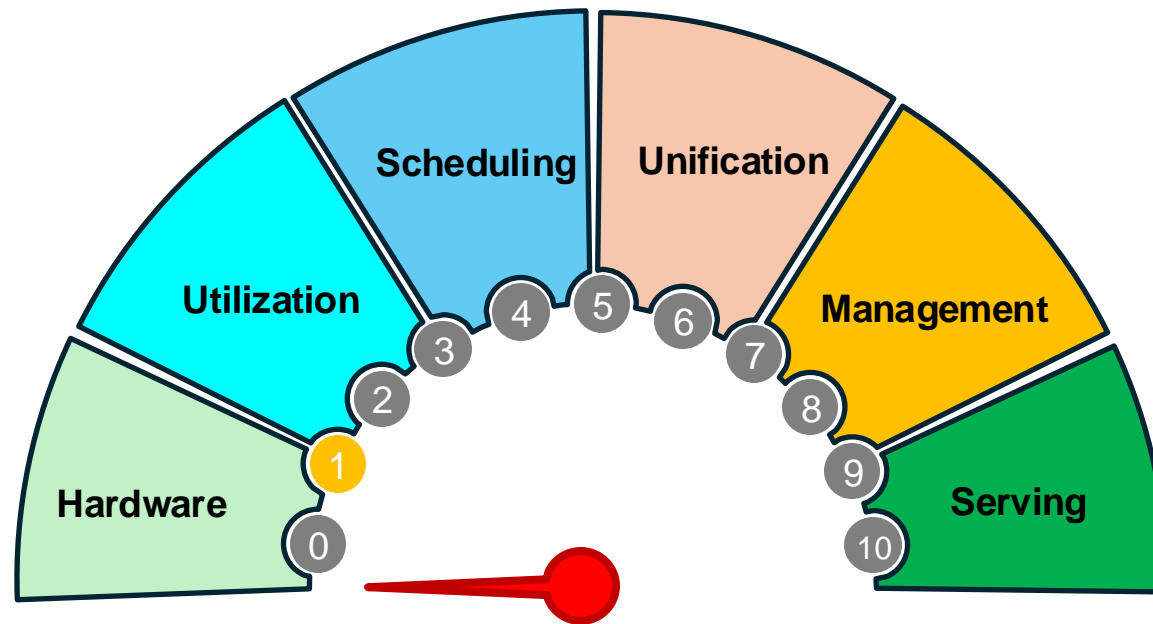 Scheduling
Unification
Utilization
Management
Hardware
Serving
0
1
2
3
4
5
6
7
8
9
10